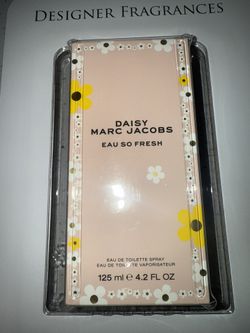 DESIGNER FRAGRANCES
DAISY
MARC JACOBS
EAU SO FRESH
EAU DE TOILETTE SPRAY
EAU DE TOILETTE VAPORISATEUR
125 ml ℮ 4.2 FL OZ